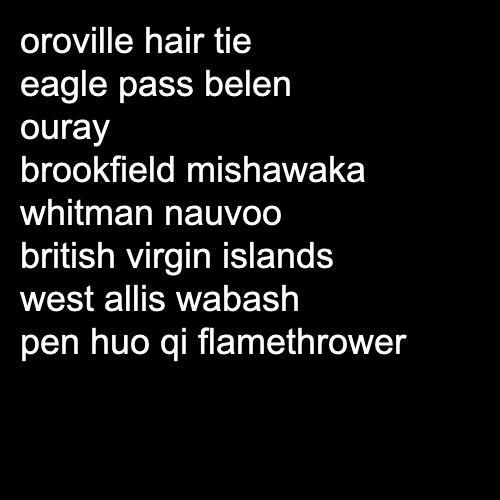 oroville hair tie
eagle pass belen
ouray
brookfield mishawaka
whitman nauvoo
british virgin islands
west allis wabash
pen huo qi flamethrower